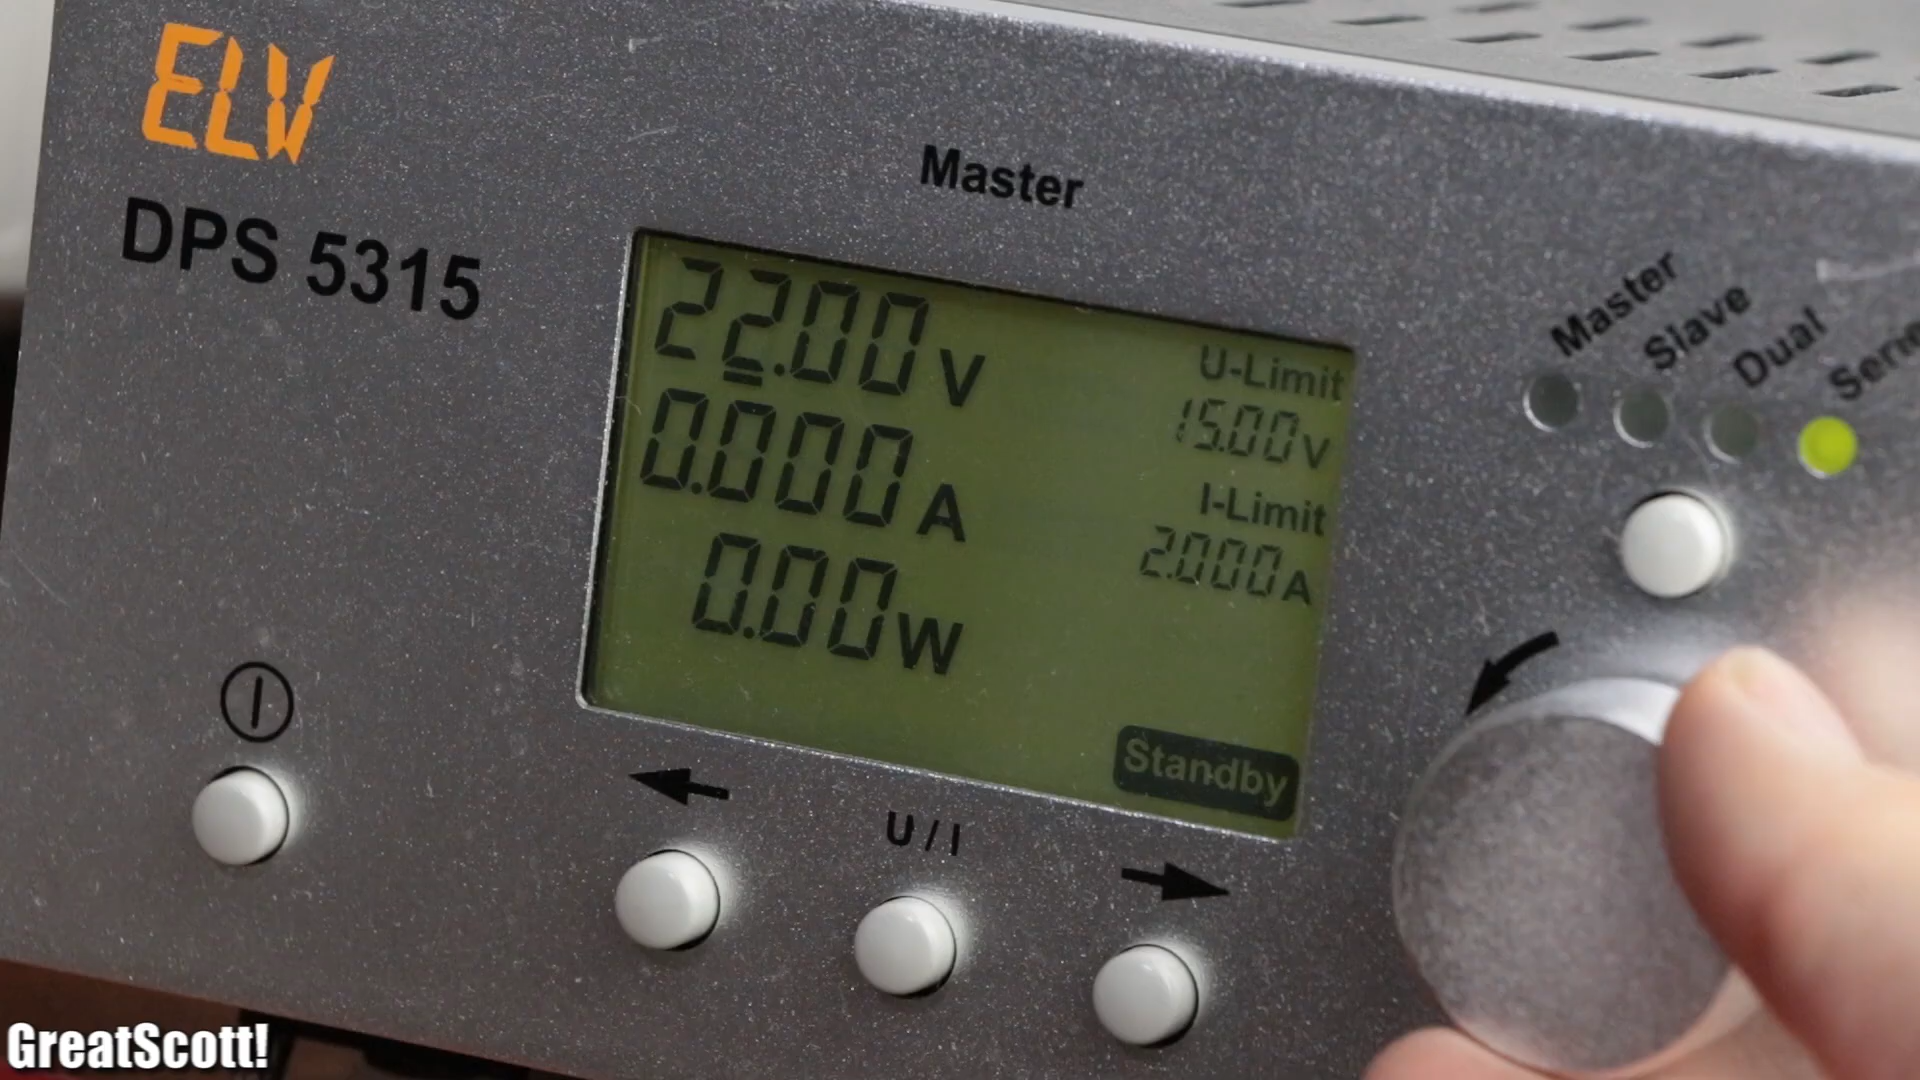 ELV
DPS 5315
Master
22.00 V
0.000 A
0.00 W
U-Limit
15.00 V
I-Limit
2.000 A
Standby
Master
Slave
Dual
U / I
GreatScott!